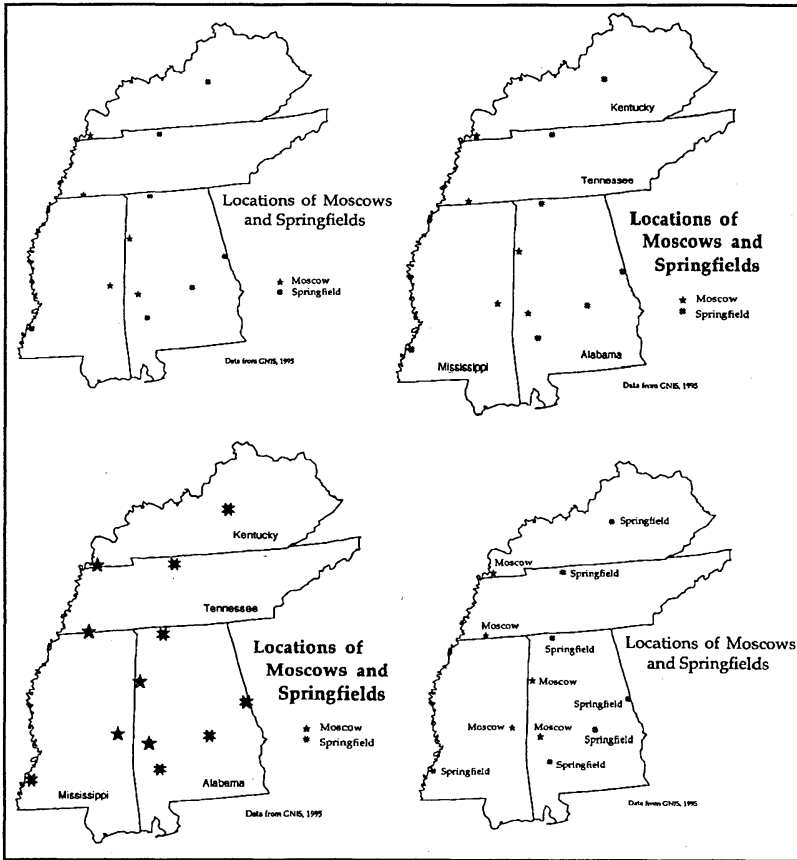 Locations of Moscows
and Springfields
Moscow
Springfield
Data from GNIS, 1995
Kentucky
Tennessee
Locations of
Moscows and
Springfields
Moscow
Springfield
Mississippi
Alabama
Data from GNIS, 1995
Kentucky
Tennessee
Locations of
Moscows and
Springfields
Moscow
Springfield
Mississippi
Alabama
Data from GNIS, 1995
Springfield
Moscow
Springfield
Moscow
Springfield
Locations of Moscows
and Springfields
Moscow
Springfield
Moscow
Moscow
Springfield
Springfield
Springfield
Moscow
Springfield
Data from GNIS, 1995